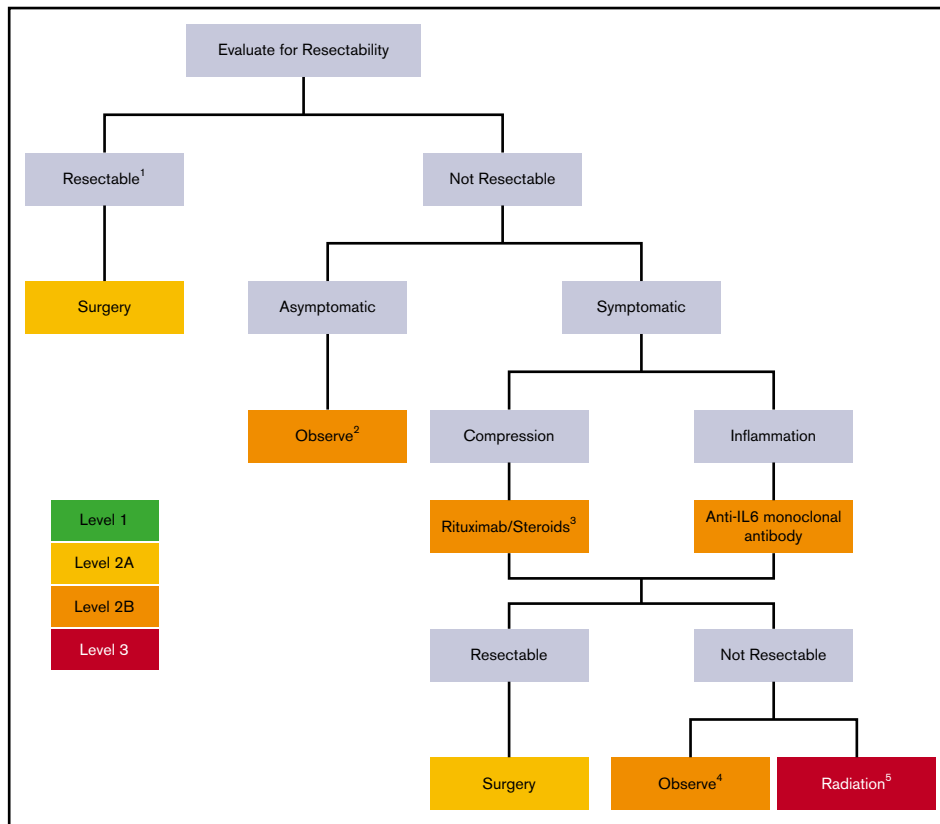 Evaluate for Resectability
Resectable¹
Not Resectable
Surgery
Asymptomatic
Symptomatic
Observe²
Compression
Inflammation
Rituximab/Steroids³
Anti-IL6 monoclonal
antibody
Level 1
Level 2A
Level 2B
Level 3
Resectable
Not Resectable
Surgery
Observe⁴
Radiation⁵